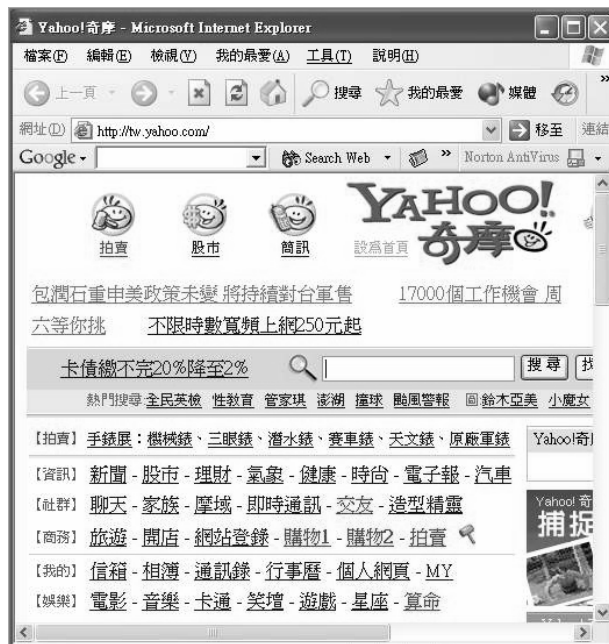 Yahoo!奇摩 - Microsoft Internet Explorer
檔案(F) 編輯(E) 檢視(V) 我的最愛(A) 工具(T) 說明(H)
上一頁 搜尋 我的最愛 媒體 »
網址(D) http://tw.yahoo.com/ 移至 連結
Google Search Web » Norton AntiVirus
拍賣 股市 簡訊 設為首頁 YAHOO! 奇摩
包潤石重申美政策未變 將持續對台軍售 17000個工作機會 周
六等你挑 不限時數寬頻上網250元起
卡債繳不完20%降至2% 搜尋 找
熱門搜尋:全民英檢 性教育 管家琪 澎湖 撞球 颱風警報 圖 鈴木亞美 小魔女
【拍賣】 手錶展:機械錶、三眼錶、潛水錶、賽車錶、天文錶、原廠軍錶 Yahoo!奇
【資訊】 新聞 - 股市 - 理財 - 氣象 - 健康 - 時尚 - 電子報 - 汽車
【社群】 聊天 - 家族 - 摩域 - 即時通訊 - 交友 - 造型精靈
Yahoo!奇
【商務】 旅遊 - 開店 - 網站登錄 - 購物1 - 購物2 - 拍賣 捕捉
【我的】 信箱 - 相簿 - 通訊錄 - 行事曆 - 個人網頁 - MY
【娛樂】 電影 - 音樂 - 卡通 - 笑壇 - 遊戲 - 星座 - 算命